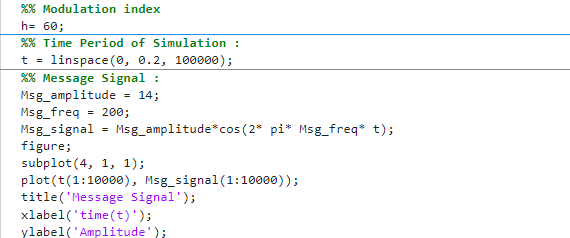 %% Modulation index
h= 60;
%% Time Period of Simulation :
t = linspace(0, 0.2, 100000);
%% Message Signal :
Msg_amplitude = 14;
Msg_freq = 200;
Msg_signal = Msg_amplitude*cos(2* pi* Msg_freq* t);
figure;
subplot(4, 1, 1);
plot(t(1:10000), Msg_signal(1:10000));
title('Message Signal');
xlabel('time(t)');
ylabel('Amplitude');